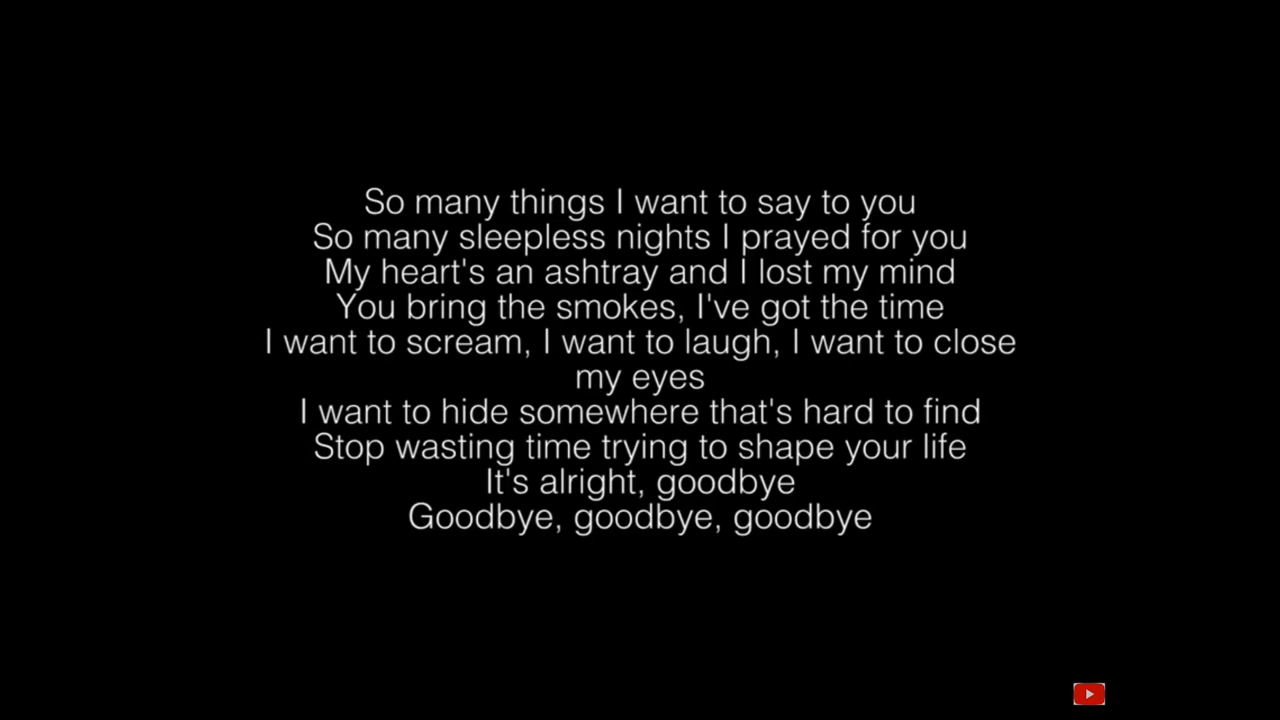 So many things I want to say to you
So many sleepless nights I prayed for you
My heart's an ashtray and I lost my mind
You bring the smokes, I've got the time
I want to scream, I want to laugh, I want to close
my eyes
I want to hide somewhere that's hard to find
Stop wasting time trying to shape your life
It's alright, goodbye
Goodbye, goodbye, goodbye